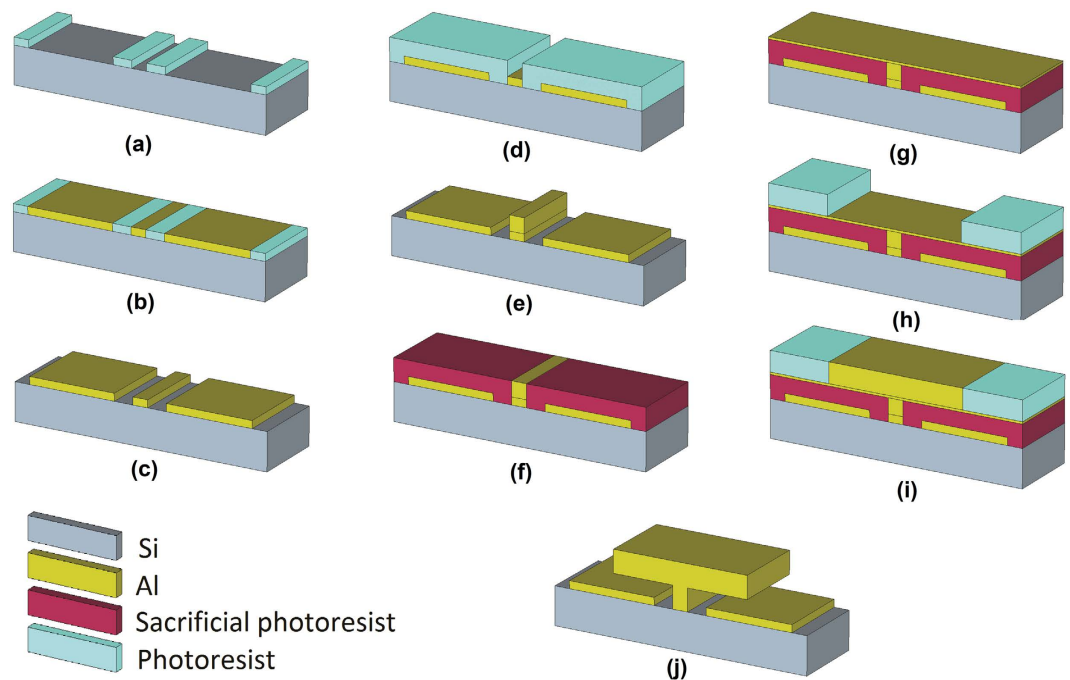 (a)
(d)
(g)
(b)
(e)
(h)
(c)
(f)
(i)
Si
Al
Sacrificial photoresist
Photoresist
(j)